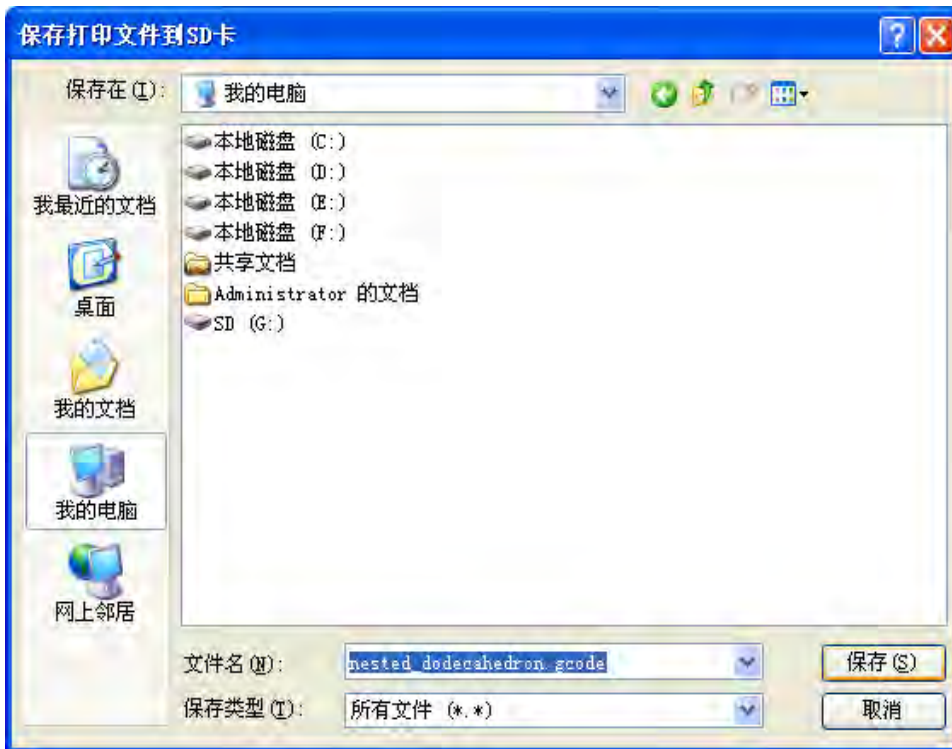 保存打印文件到SD卡
保存在(I):
我的电脑
我最近的文档
桌面
我的文档
我的电脑
网上邻居
本地磁盘 (C:)
本地磁盘 (D:)
本地磁盘 (E:)
本地磁盘 (F:)
共享文档
Administrator 的文档
SD (G:)
文件名(N):
nested_dodecahedron.gcode
保存(S)
保存类型(T):
所有文件 (*.*)
取消